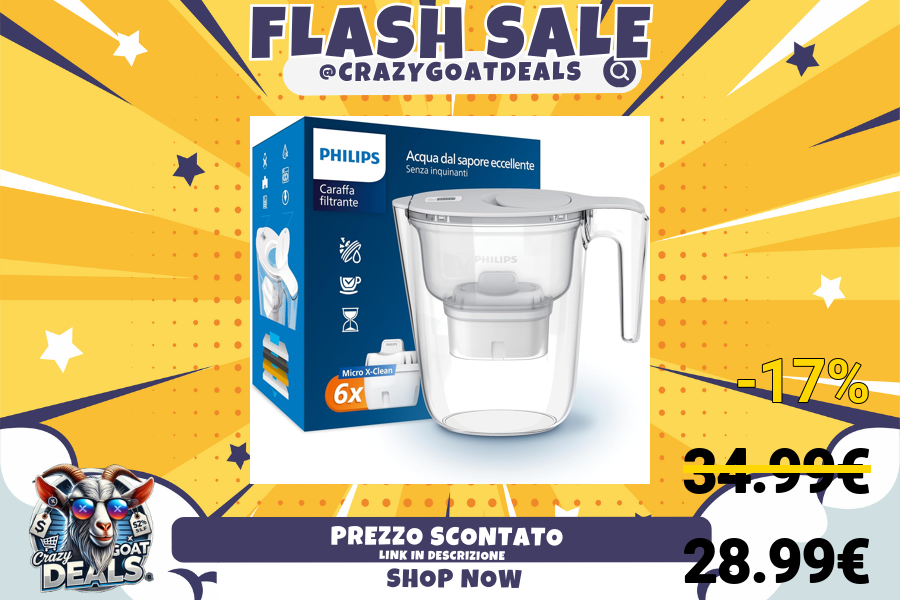 FLASH SALE
@CRAZYGOATDEALS
PHILIPS
Caraffa
filtrante
Acqua dal sapore eccellente
Senza inquinanti
PHILIPS
Micro X-Clean
6x
-17%
34.99€
28.99€
PREZZO SCONTATO
LINK IN DESCRIZIONE
SHOP NOW
$
52%
Crazy
GOAT
DEALS